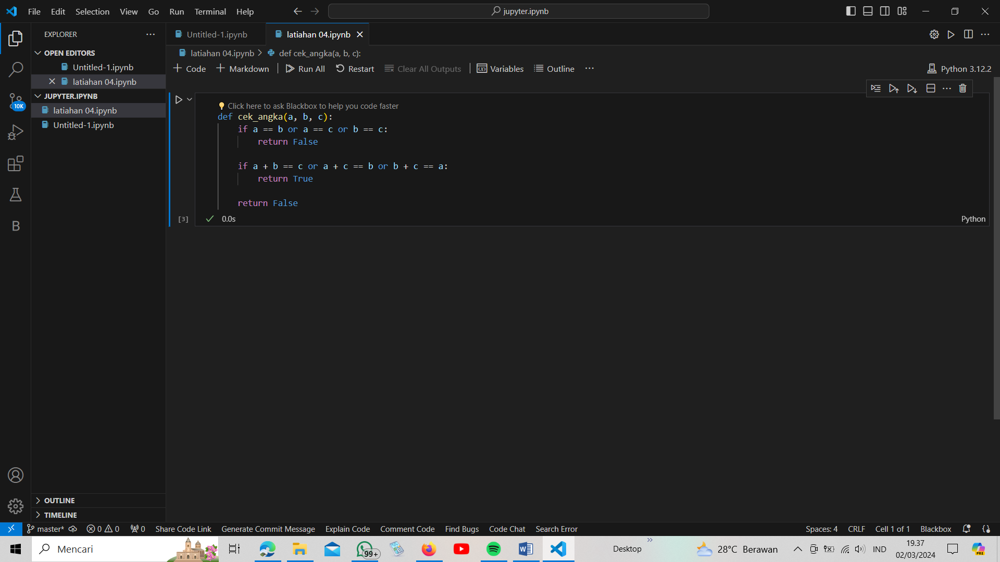 File Edit Selection View Go Run Terminal Help
jupyter.ipynb
EXPLORER
OPEN EDITORS
Untitled-1.ipynb
latiahan 04.ipynb
JUPYTER.IPYNB
latiahan 04.ipynb
Untitled-1.ipynb
10K
B
OUTLINE
TIMELINE
Untitled-1.ipynb latiahan 04.ipynb
latiahan 04.ipynb > def cek_angka(a, b, c):
+ Code + Markdown Run All Restart Clear All Outputs Variables Outline ...
Python 3.12.2
Click here to ask Blackbox to help you code faster
def cek_angka(a, b, c):
    if a == b or a == c or b == c:
        return False
    if a + b == c or a + c == b or b + c == a:
        return True
    return False
[3] 0.0s Python
master* 0 0 0 Share Code Link Generate Commit Message Explain Code Comment Code Find Bugs Code Chat Search Error Spaces: 4 CRLF Cell 1 of 1 Blackbox
Mencari
99+
Desktop
28°C Berawan
IND
19.37
02/03/2024
PRE